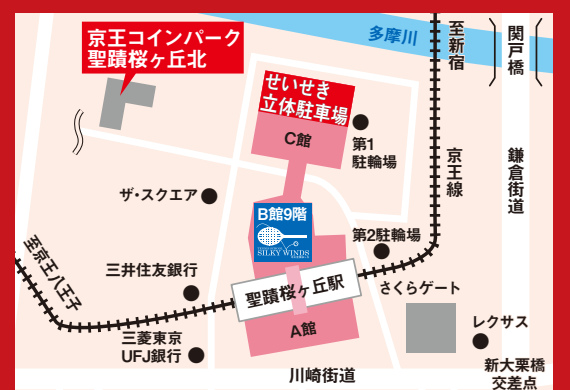 京王コインパーク
聖蹟桜ヶ丘北
多摩川
至新宿
関戸橋
せいせき
立体駐車場
C館
第1
駐輪場
京王線
鎌倉街道
ザ・スクエア
B館9階
SILKY WINDS
第2駐輪場
至京王八王子
三井住友銀行
聖蹟桜ヶ丘駅
さくらゲート
A館
三菱東京
UFJ銀行
レクサス
川崎街道
新大栗橋
交差点